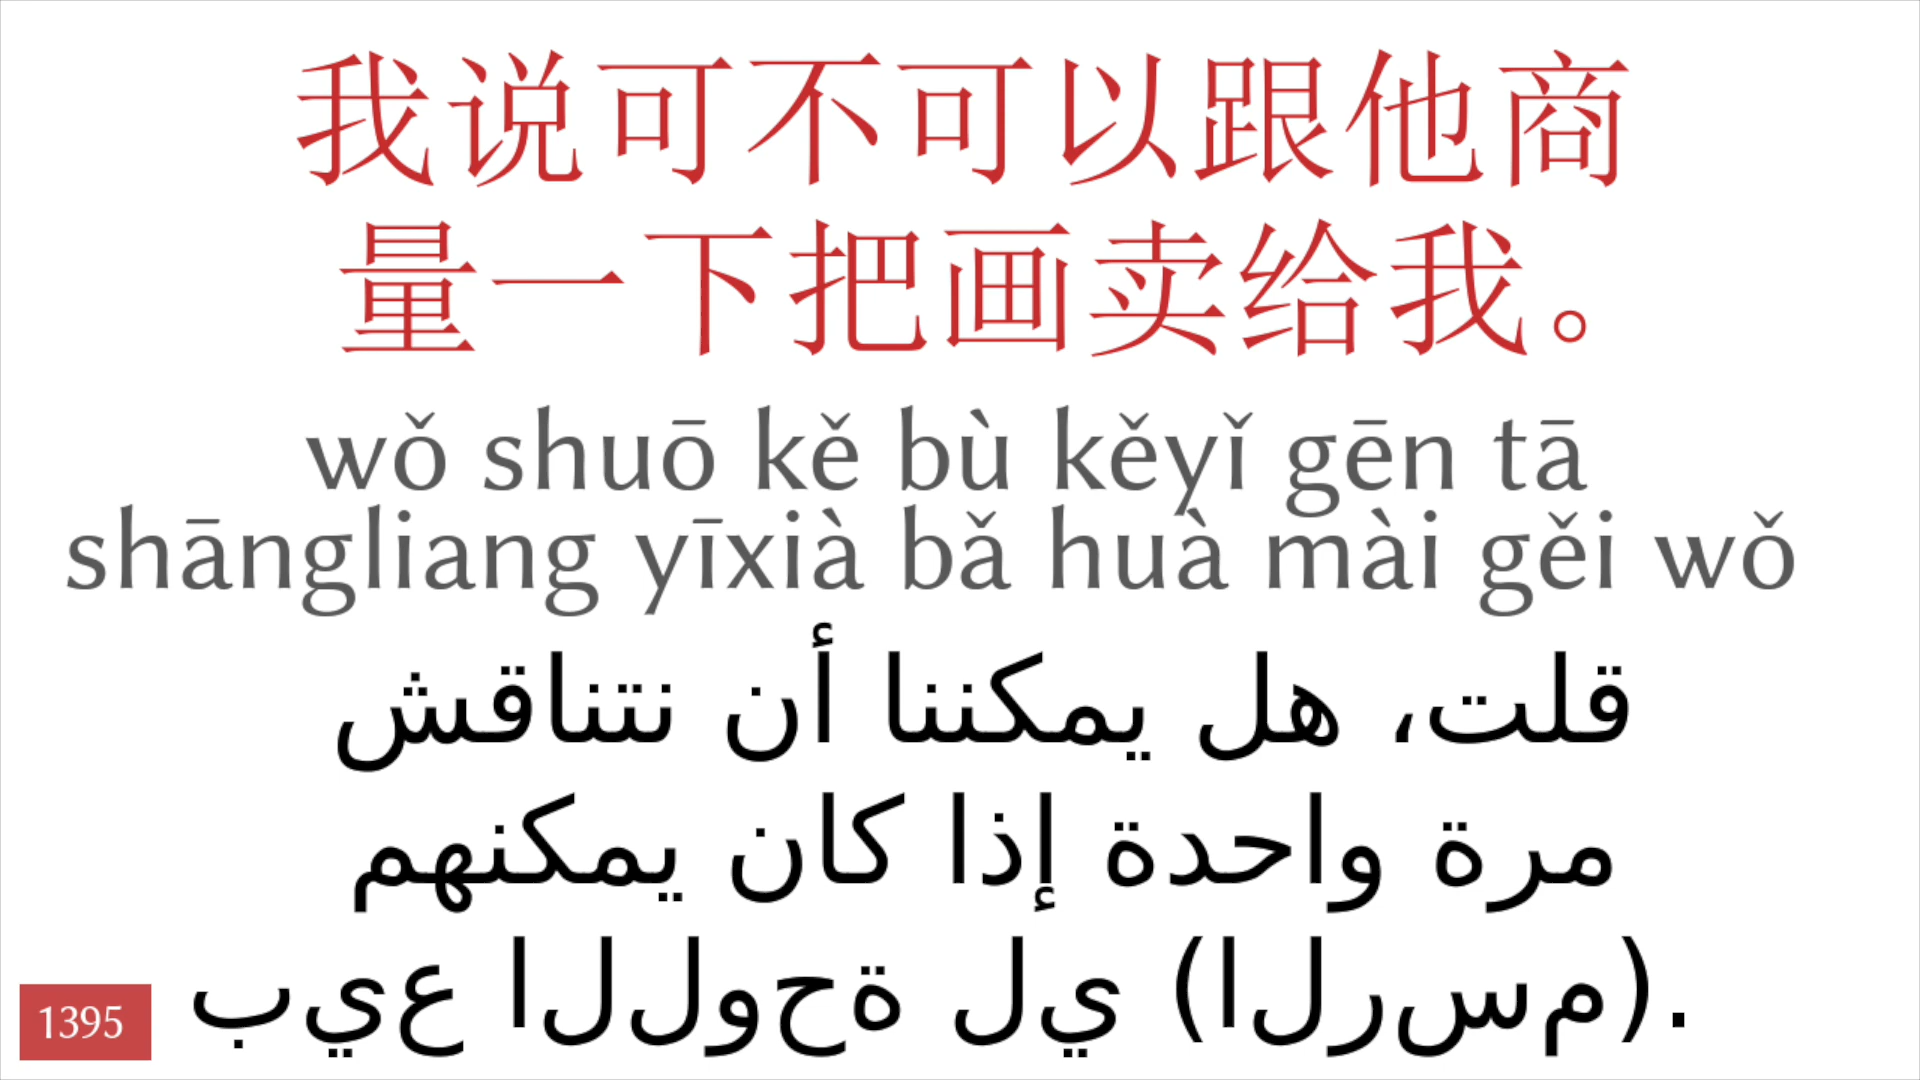 我说可不可以跟他商
量一下把画卖给我。
wǒ shuō kě bù kěyǐ gēn tā
shāngliang yīxià bǎ huà mài gěi wǒ
قلت، هل يمكننا أن نتناقش
مرة واحدة إذا كان يمكنهم
بيع اللوحة لي (الرسم).
1395